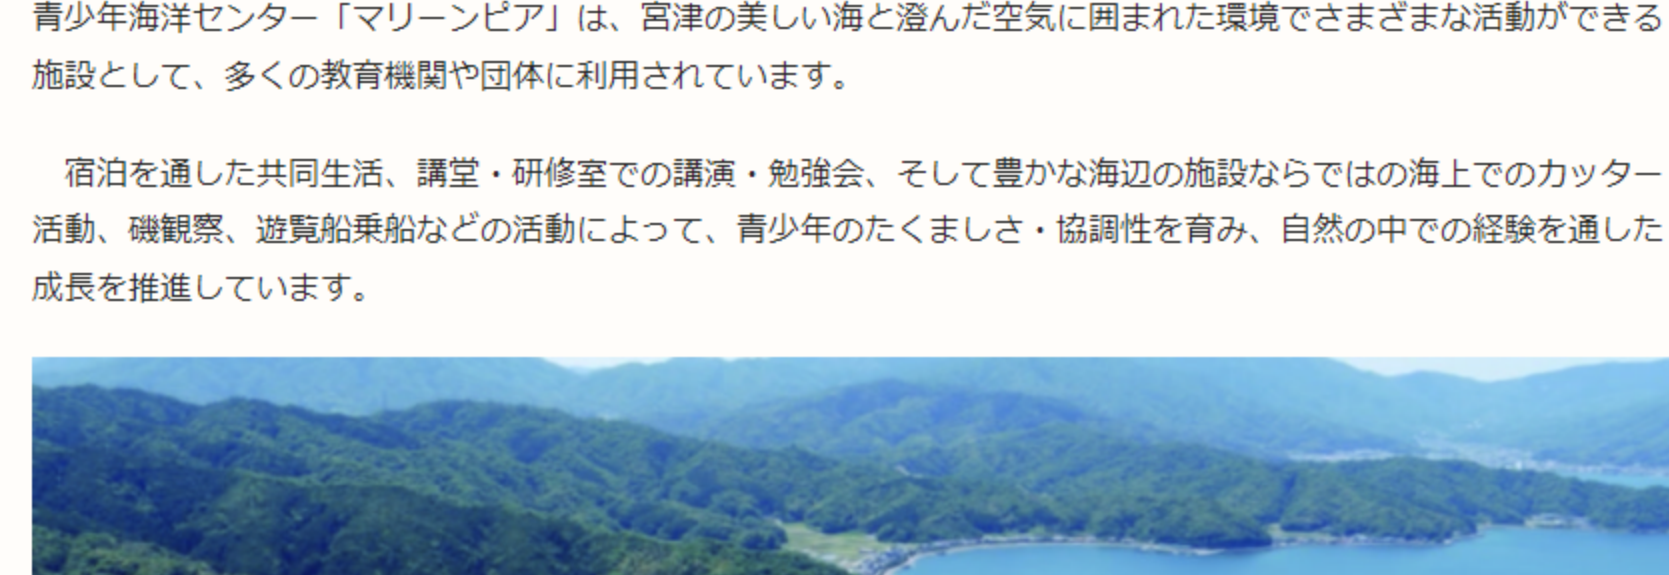 青少年海洋センター「マリーンピア」は、宮津の美しい海と澄んだ空気に囲まれた環境でさまざまな活動ができる
施設として、多くの教育機関や団体に利用されています。
　宿泊を通した共同生活、講堂・研修室での講演・勉強会、そして豊かな海辺の施設ならではの海上でのカッター
活動、磯観察、遊覧船乗船などの活動によって、青少年のたくましさ・協調性を育み、自然の中での経験を通した
成長を推進しています。